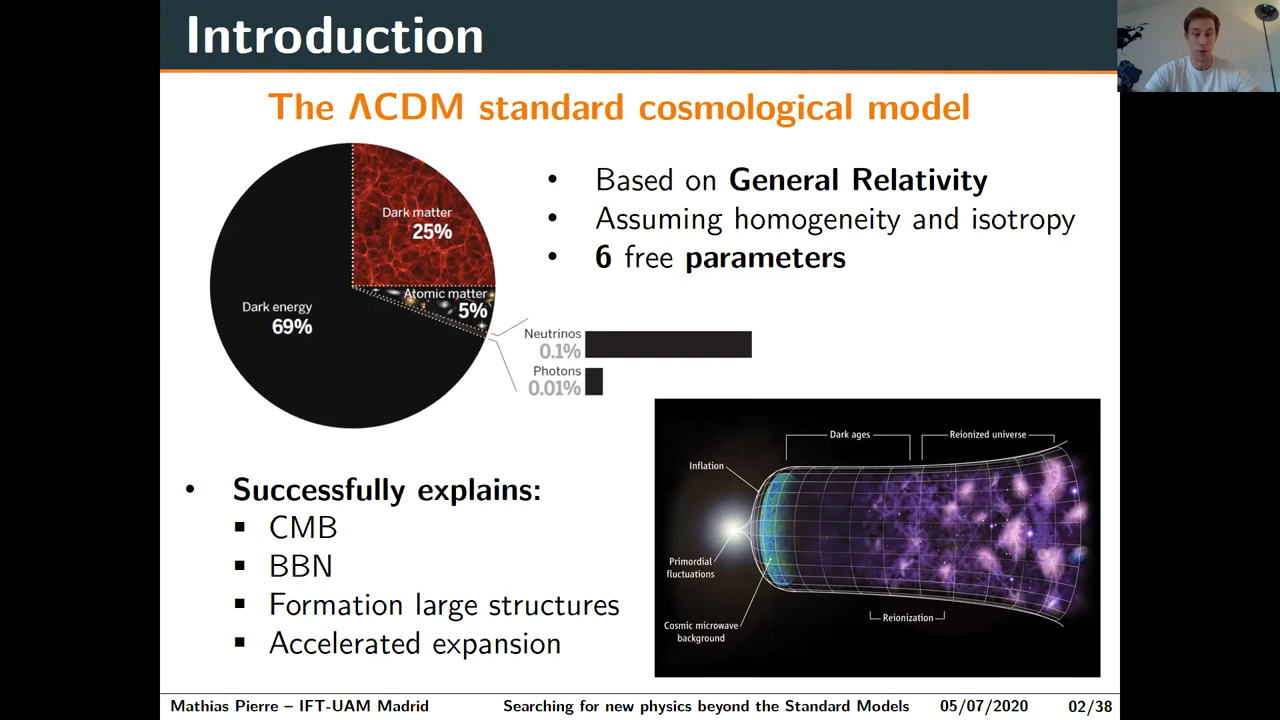 Introduction
The ΛCDM standard cosmological model
Dark matter
25%
Atomic matter
5%
Dark energy
69%
Neutrinos
0.1%
Photons
0.01%
• Based on General Relativity
• Assuming homogeneity and isotropy
• 6 free parameters
• Successfully explains:
▪ CMB
▪ BBN
▪ Formation large structures
▪ Accelerated expansion
Dark ages
Reionized universe
Inflation
Primordial
fluctuations
Cosmic microwave
background
Reionization
Mathias Pierre – IFT-UAM Madrid
Searching for new physics beyond the Standard Models
05/07/2020
02/38